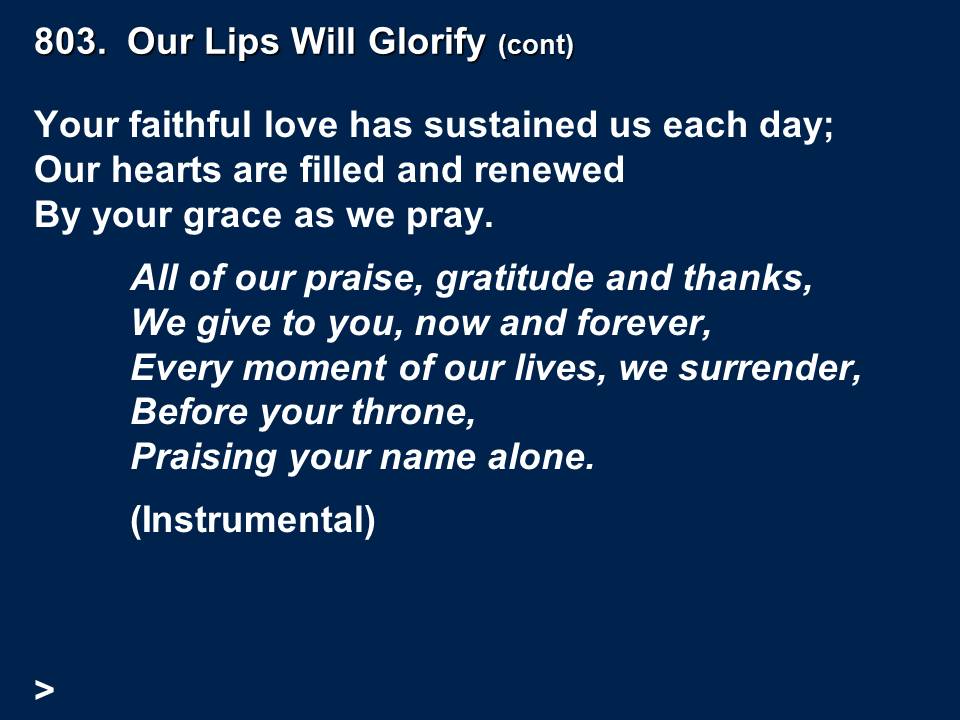 803. Our Lips Will Glorify (cont)
Your faithful love has sustained us each day;
Our hearts are filled and renewed
By your grace as we pray.
All of our praise, gratitude and thanks,
We give to you, now and forever,
Every moment of our lives, we surrender,
Before your throne,
Praising your name alone.
(Instrumental)
>